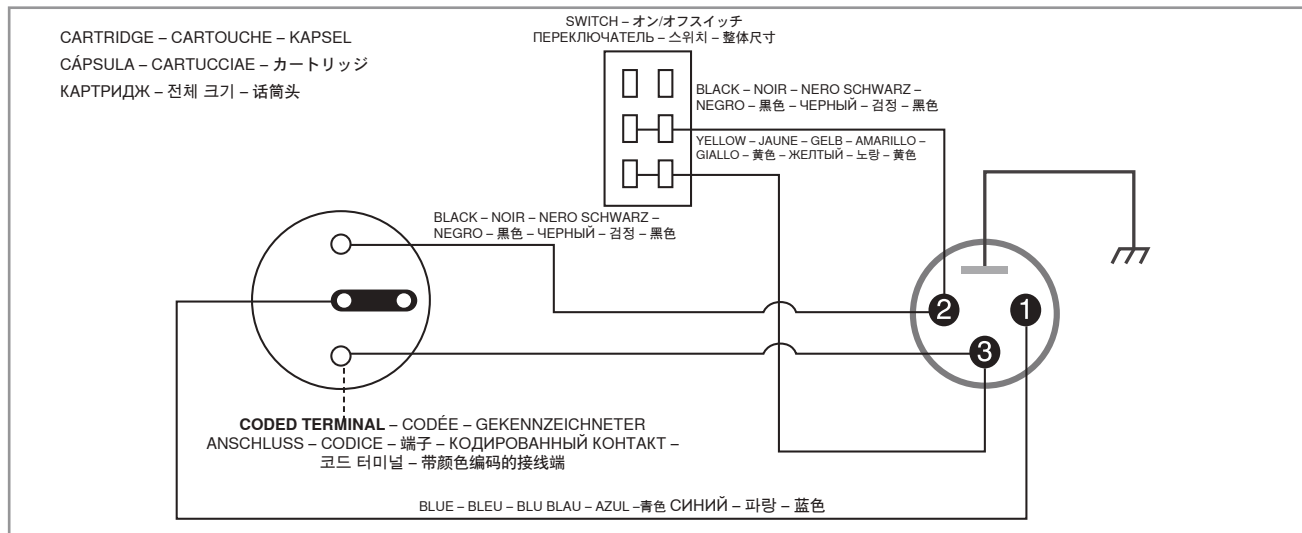 CARTRIDGE – CARTOUCHE – KAPSEL
CÁPSULA – CARTUCCIAE – カートリッジ
КАРТРИДЖ – 전체 크기 – 话筒头
SWITCH – オン/オフスイッチ
ПЕРЕКЛЮЧАТЕЛЬ – 스위치 – 整体尺寸
BLACK – NOIR – NERO SCHWARZ –
NEGRO – 黒色 – ЧЕРНЫЙ – 검정 – 黑色
YELLOW – JAUNE – GELB – AMARILLO –
GIALLO – 黄色 – ЖЕЛТЫЙ – 노랑 – 黄色
BLACK – NOIR – NERO SCHWARZ –
NEGRO – 黒色 – ЧЕРНЫЙ – 검정 – 黑色
2
1
3
CODED TERMINAL – CODÉE – GEKENNZEICHNETER
ANSCHLUSS – CODICE – 端子 – КОДИРОВАННЫЙ КОНТАКТ –
코드 터미널 – 带颜色编码的接线端
BLUE – BLEU – BLU BLAU – AZUL –青色 СИНИЙ – 파랑 – 蓝色